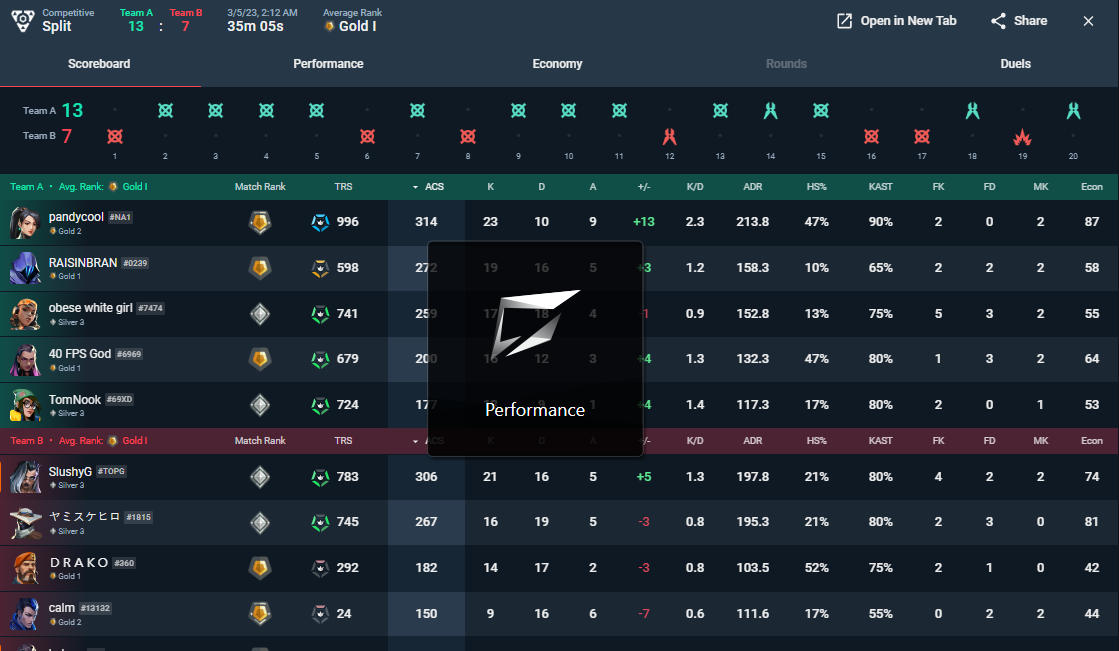 Competitive Team A Team B 3/5/23, 2:12 AM Average Rank
Split 13 : 7 35m 05s Gold I Open in New Tab Share
Scoreboard Performance Economy Rounds Duels
Team A 13
Team B 7
1 2 3 4 5 6 7 8 9 10 11 12 13 14 15 16 17 18 19 20
Team A • Avg. Rank: Gold I Match Rank TRS ACS K D A +/- K/D ADR HS% KAST FK FD MK Econ
pandycool #NA1
Gold 2
996 314 23 10 9 +13 2.3 213.8 47% 90% 2 0 2 87
RAISINBRAN #0239
Gold 1
598 272 19 16 5 +3 1.2 158.3 10% 65% 2 2 2 58
obese white girl #7474
Silver 3
741 259 17 18 4 -1 0.9 152.8 13% 75% 5 3 2 55
40 FPS God #6969
Gold 1
679 200 16 12 3 +4 1.3 132.3 47% 80% 1 3 2 64
TomNook #69XD
Silver 3
724 177 9 1 +4 1.4 117.3 17% 80% 2 0 1 53
Performance
Team B • Avg. Rank: Gold I Match Rank TRS ACS K D A +/- K/D ADR HS% KAST FK FD MK Econ
SlushyG #TOPG
Silver 3
783 306 21 16 5 +5 1.3 197.8 21% 80% 4 2 2 74
ヤミスケヒロ #1815
Silver 3
745 267 16 19 5 -3 0.8 195.3 21% 80% 2 3 0 81
D R A K O #360
Gold 1
292 182 14 17 2 -3 0.8 103.5 52% 75% 2 1 0 42
calm #13132
Gold 2
24 150 9 16 6 -7 0.6 111.6 17% 55% 0 2 2 44